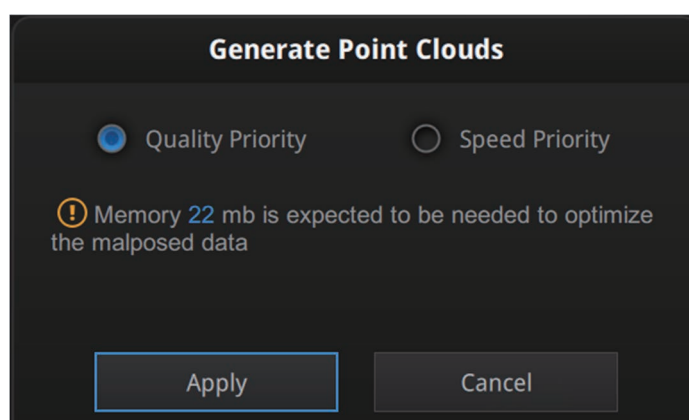 Generate Point Clouds
Quality Priority Speed Priority
Memory 22 mb is expected to be needed to optimize
the malposed data
Apply Cancel